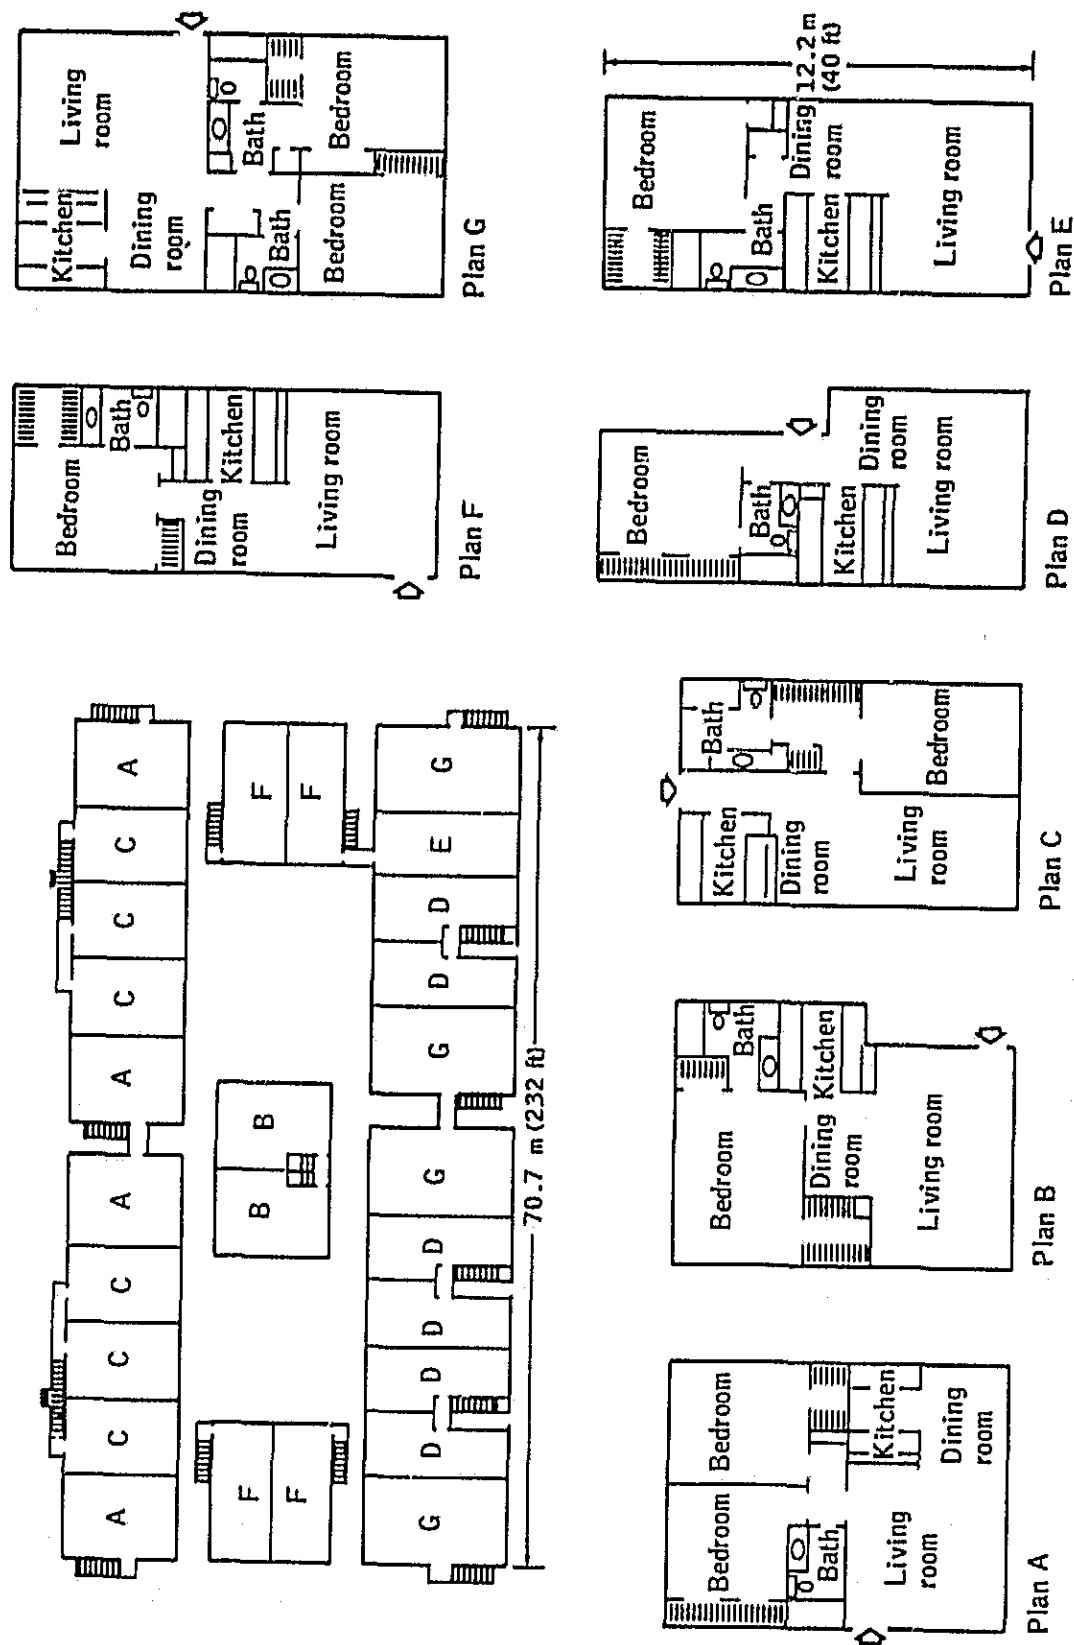 A C C C A A C C C A
F B B F
F F
G D D D D G G D D E G
70.7 m (232 ft)
Bedroom
Bath
Dining
room
Kitchen
Living room
Plan F
Kitchen
Living
room
Dining
room
Bath
Bath
Bedroom
Bedroom
Plan G
Bedroom
Bedroom
Bath
Kitchen
Living
room
Dining
room
Plan A
Bedroom
Bath
Dining
room
Kitchen
Living room
Plan B
Kitchen
Bath
Dining
room
Living
room
Bedroom
Plan C
Bedroom
Bath
Kitchen
Dining
room
Living room
Plan D
Bedroom
Bath
Dining
room
Kitchen
Living room
12.2 m
(40 ft)
Plan E